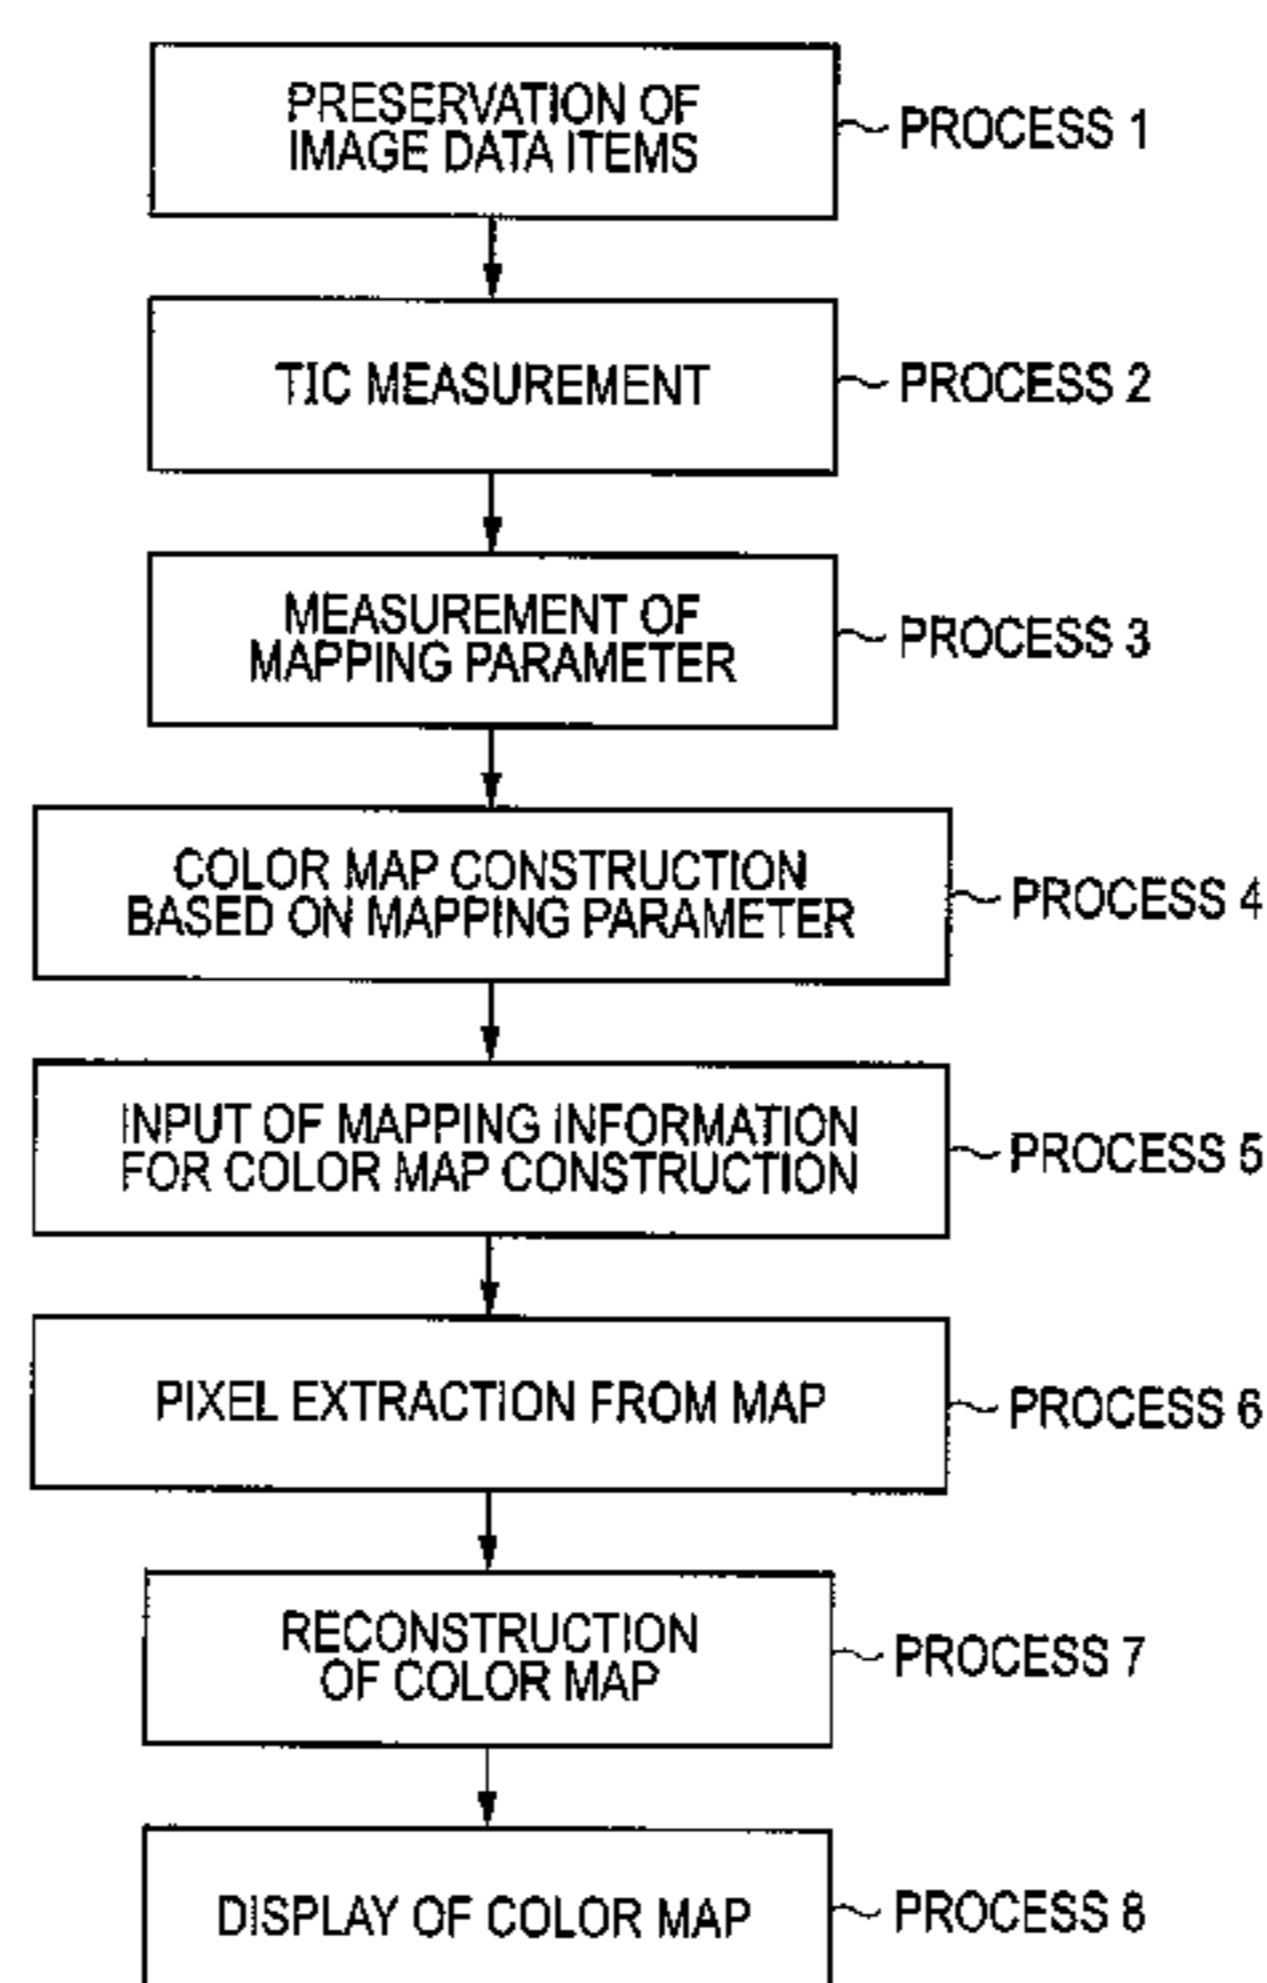 PRESERVATION OF
IMAGE DATA ITEMS
PROCESS 1
TIC MEASUREMENT
PROCESS 2
MEASUREMENT OF
MAPPING PARAMETER
PROCESS 3
COLOR MAP CONSTRUCTION
BASED ON MAPPING PARAMETER
PROCESS 4
INPUT OF MAPPING INFORMATION
FOR COLOR MAP CONSTRUCTION
PROCESS 5
PIXEL EXTRACTION FROM MAP
PROCESS 6
RECONSTRUCTION
OF COLOR MAP
PROCESS 7
DISPLAY OF COLOR MAP
PROCESS 8